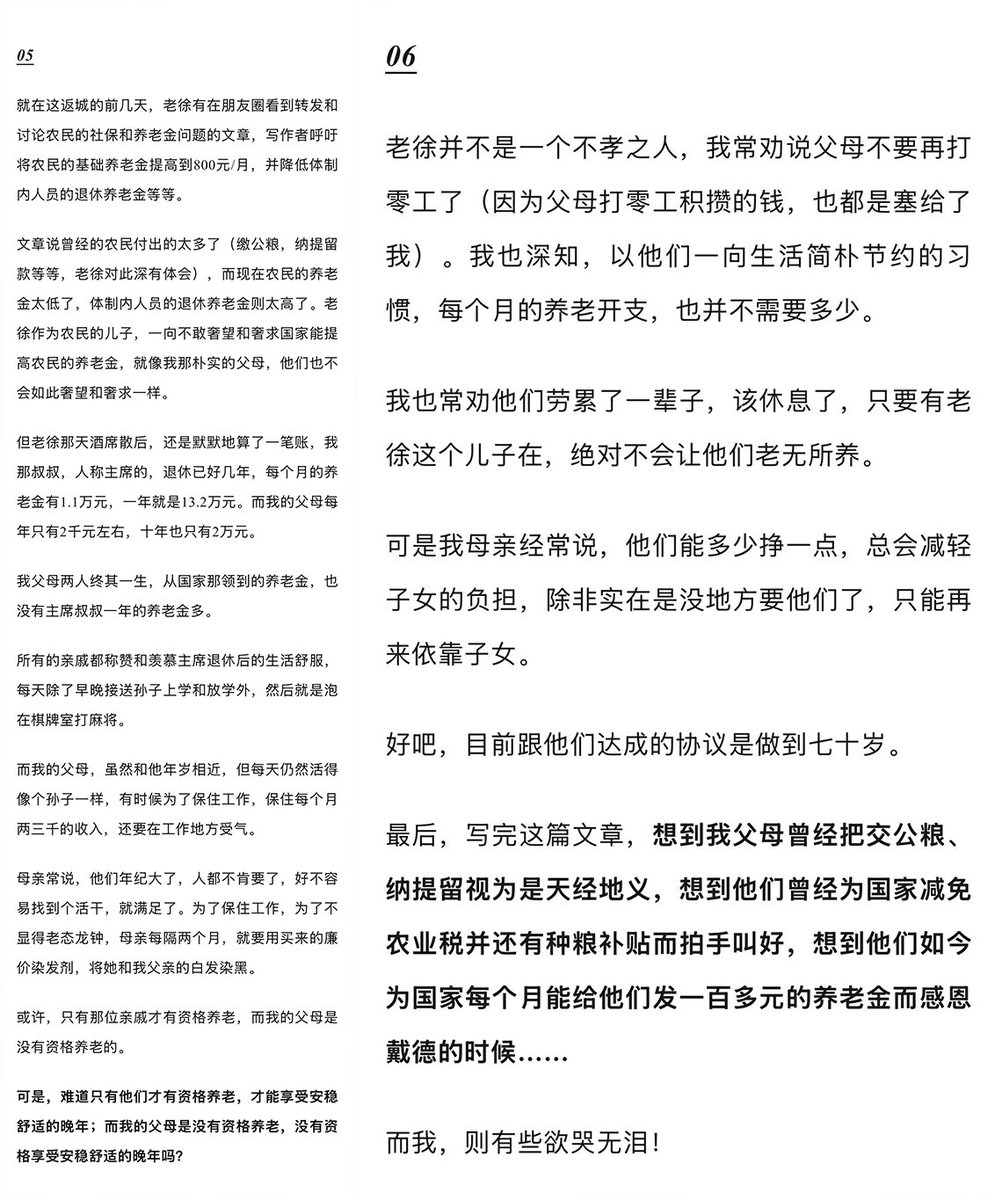 05
就在这返城的前几天，老徐有在朋友圈看到转发和
讨论农民的社保和养老金问题的文章，写作者呼吁
将农民的基础养老金提高到800元/月，并降低体制
内人员的退休养老金等等。
文章说曾经的农民付出的太多了（缴公粮，纳提留
款等等，老徐对此深有体会），而现在农民的养老
金太低了，体制内人员的退休养老金则太高了。老
徐作为农民的儿子，一向不敢奢望和奢求国家能提
高农民的养老金，就像我那朴实的父母，他们也不
会如此奢望和奢求一样。
但老徐那天酒席散后，还是默默地算了一笔账，我
那叔叔，人称主席的，退休已好几年，每个月的养
老金有1.1万元，一年就是13.2万元。而我的父母每
年只有2千元左右，十年也只有2万元。
我父母两人终其一生，从国家那领到的养老金，也
没有主席叔叔一年的养老金多。
所有的亲戚都称赞和羡慕主席退休后的生活舒服，
每天除了早晚接送孙子上学和放学外，然后就是泡
在棋牌室打麻将。
而我的父母，虽然和他年岁相近，但每天仍然活得
像个孙子一样，有时候为了保住工作，保住每个月
两三千的收入，还要在工作地方受气。
母亲常说，他们年纪大了，人都不肯要了，好不容
易找到个活干，就满足了。为了保住工作，为了不
显得老态龙钟，母亲每隔两个月，就要用买来的廉
价染发剂，将她和我父亲的白发染黑。
或许，只有那位亲戚才有资格养老，而我的父母是
没有资格养老的。
可是，难道只有他们才有资格养老，才能享受安稳
舒适的晚年；而我的父母是没有资格养老，没有资
格享受安稳舒适的晚年吗？
06
老徐并不是一个不孝之人，我常劝说父母不要再打
零工了（因为父母打零工积攒的钱，也都是塞给了
我）。我也深知，以他们一向生活简朴节约的习
惯，每个月的养老开支，也并不需要多少。
我也常劝他们劳累了一辈子，该休息了，只要有老
徐这个儿子在，绝对不会让他们老无所养。
可是我母亲经常说，他们能多少挣一点，总会减轻
子女的负担，除非实在是没地方要他们了，只能再
来依靠子女。
好吧，目前跟他们达成的协议是做到七十岁。
最后，写完这篇文章，想到我父母曾经把交公粮、
纳提留视为是天经地义，想到他们曾经为国家减免
农业税并还有种粮补贴而拍手叫好，想到他们如今
为国家每个月能给他们发一百多元的养老金而感恩
戴德的时候……
而我，则有些欲哭无泪！